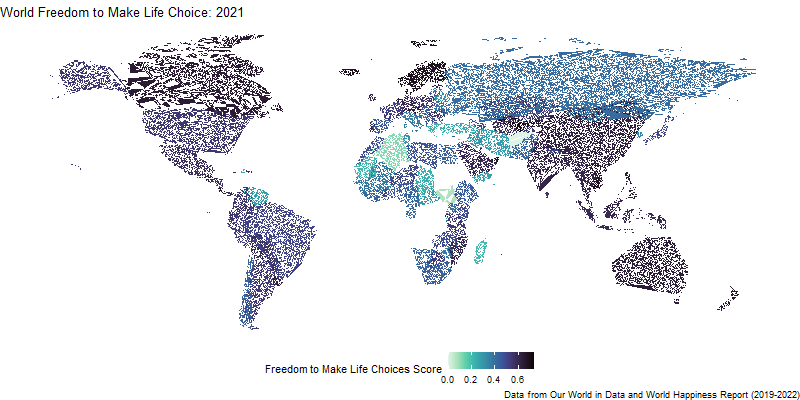 World Freedom to Make Life Choice: 2021
Freedom to Make Life Choices Score
0.0 0.2 0.4 0.6
Data from Our World in Data and World Happiness Report (2019-2022)